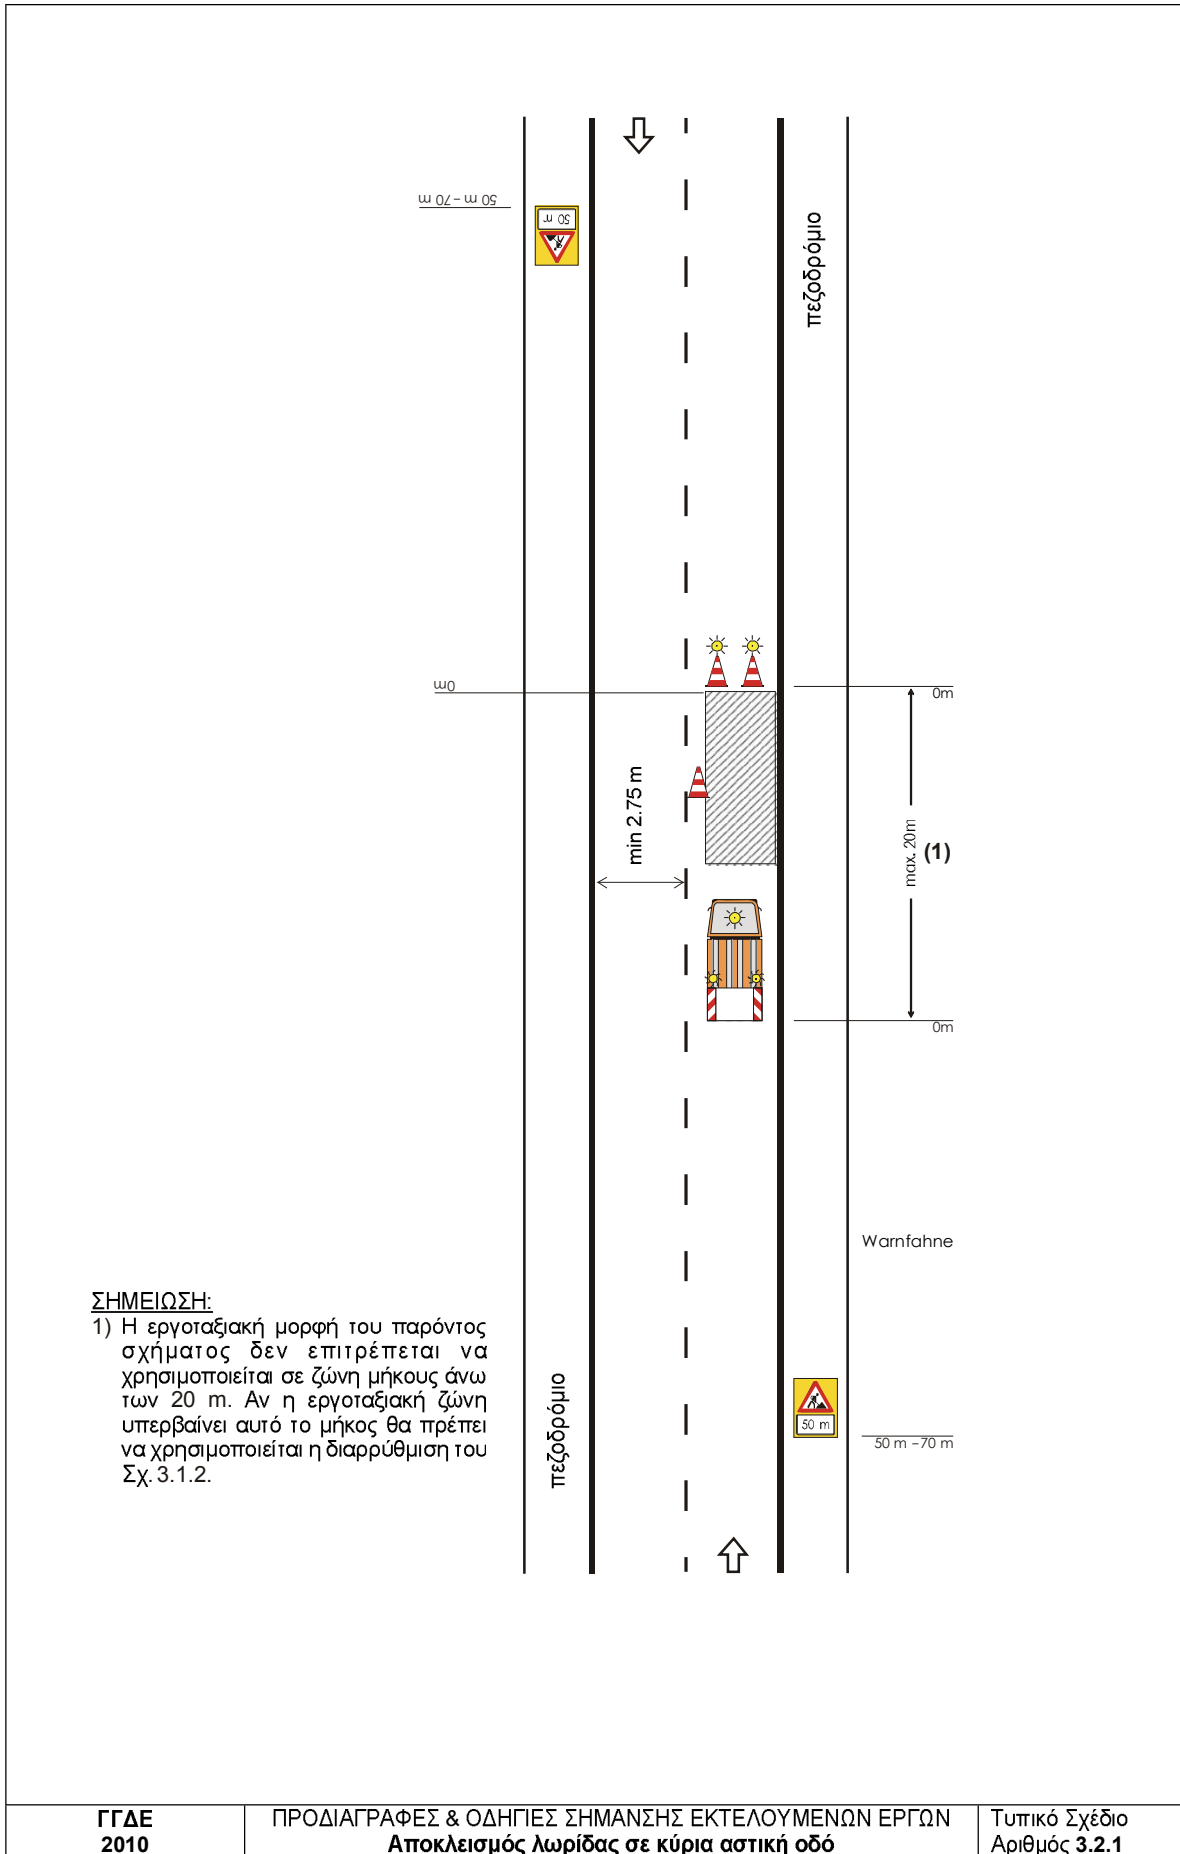 50 m – 70 m
50 m
πεζοδρόμιο
0m
0m
min 2.75 m
max. 20m
(1)
0m
Warnfahne
ΣΗΜΕΙΩΣΗ:
1) Η εργοταξιακή μορφή του παρόντος
σχήματος δεν επιτρέπεται να
χρησιμοποιείται σε ζώνη μήκους άνω
των 20 m. Αν η εργοταξιακή ζώνη
υπερβαίνει αυτό το μήκος θα πρέπει
να χρησιμοποιείται η διαρρύθμιση του
Σχ. 3.1.2.
πεζοδρόμιο
50 m
50 m – 70 m
ΓΓΔΕ
2010
ΠΡΟΔΙΑΓΡΑΦΕΣ & ΟΔΗΓΙΕΣ ΣΗΜΑΝΣΗΣ ΕΚΤΕΛΟΥΜΕΝΩΝ ΕΡΓΩΝ
Αποκλεισμός λωρίδας σε κύρια αστική οδό
Τυπικό Σχέδιο
Αριθμός 3.2.1